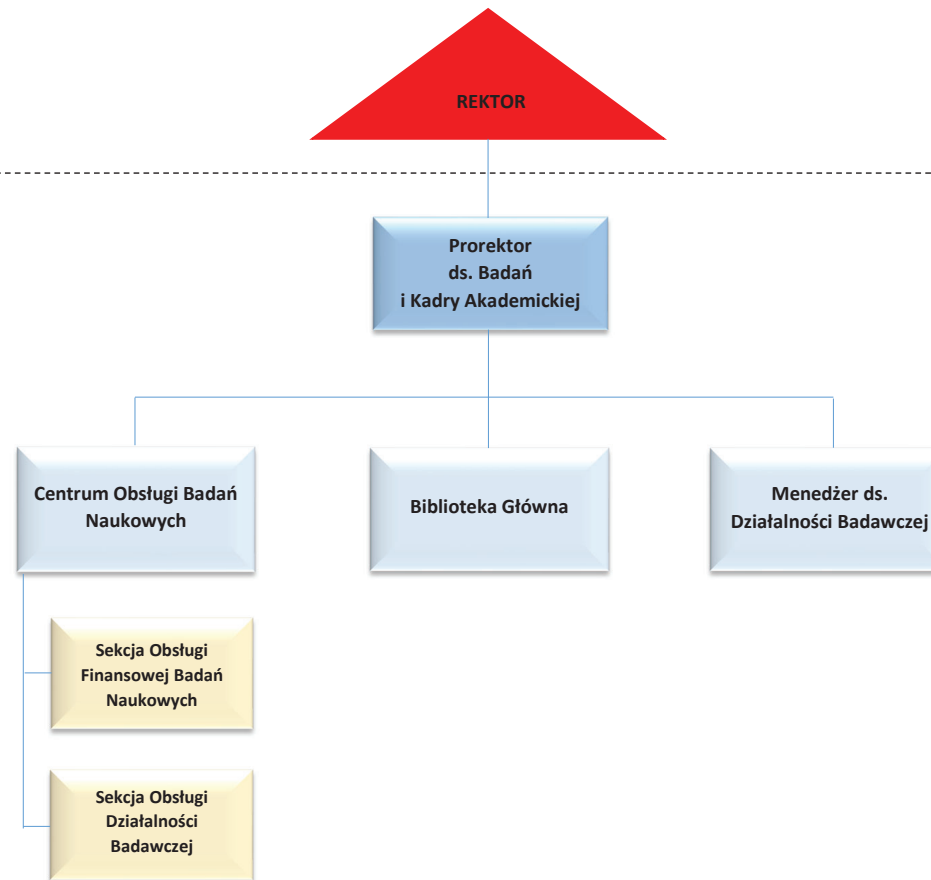 REKTOR
Prorektor
ds. Badań
i Kadry Akademickiej
Centrum Obsługi Badań
Naukowych
Biblioteka Główna
Menedżer ds.
Działalności Badawczej
Sekcja Obsługi
Finansowej Badań
Naukowych
Sekcja Obsługi
Działalności
Badawczej